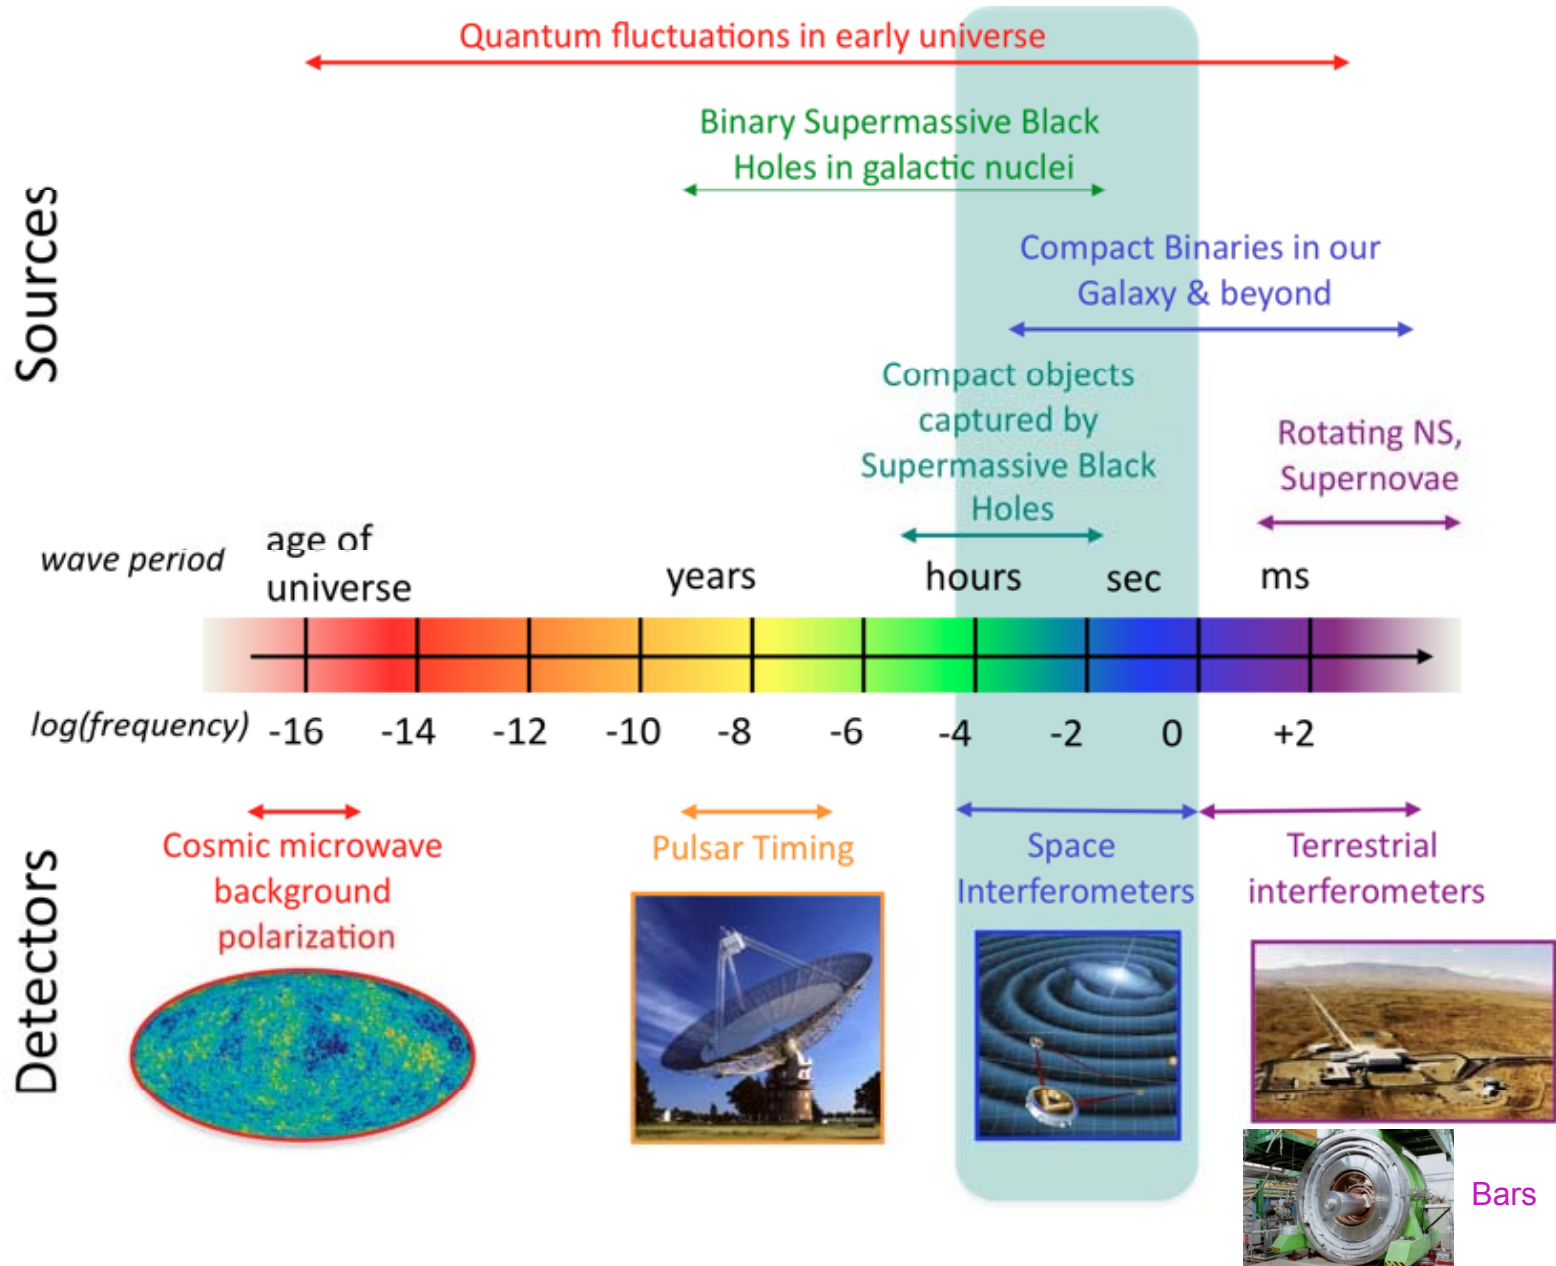 Quantum fluctuations in early universe
Binary Supermassive Black
Holes in galactic nuclei
Sources
Compact Binaries in our
Galaxy & beyond
Compact objects
captured by
Supermassive Black
Holes
Rotating NS,
Supernovae
wave period
age of
universe
years
hours
sec
ms
log(frequency)
-16
-14
-12
-10
-8
-6
-4
-2
0
+2
Detectors
Cosmic microwave
background
polarization
Pulsar Timing
Space
Interferometers
Terrestrial
interferometers
Bars